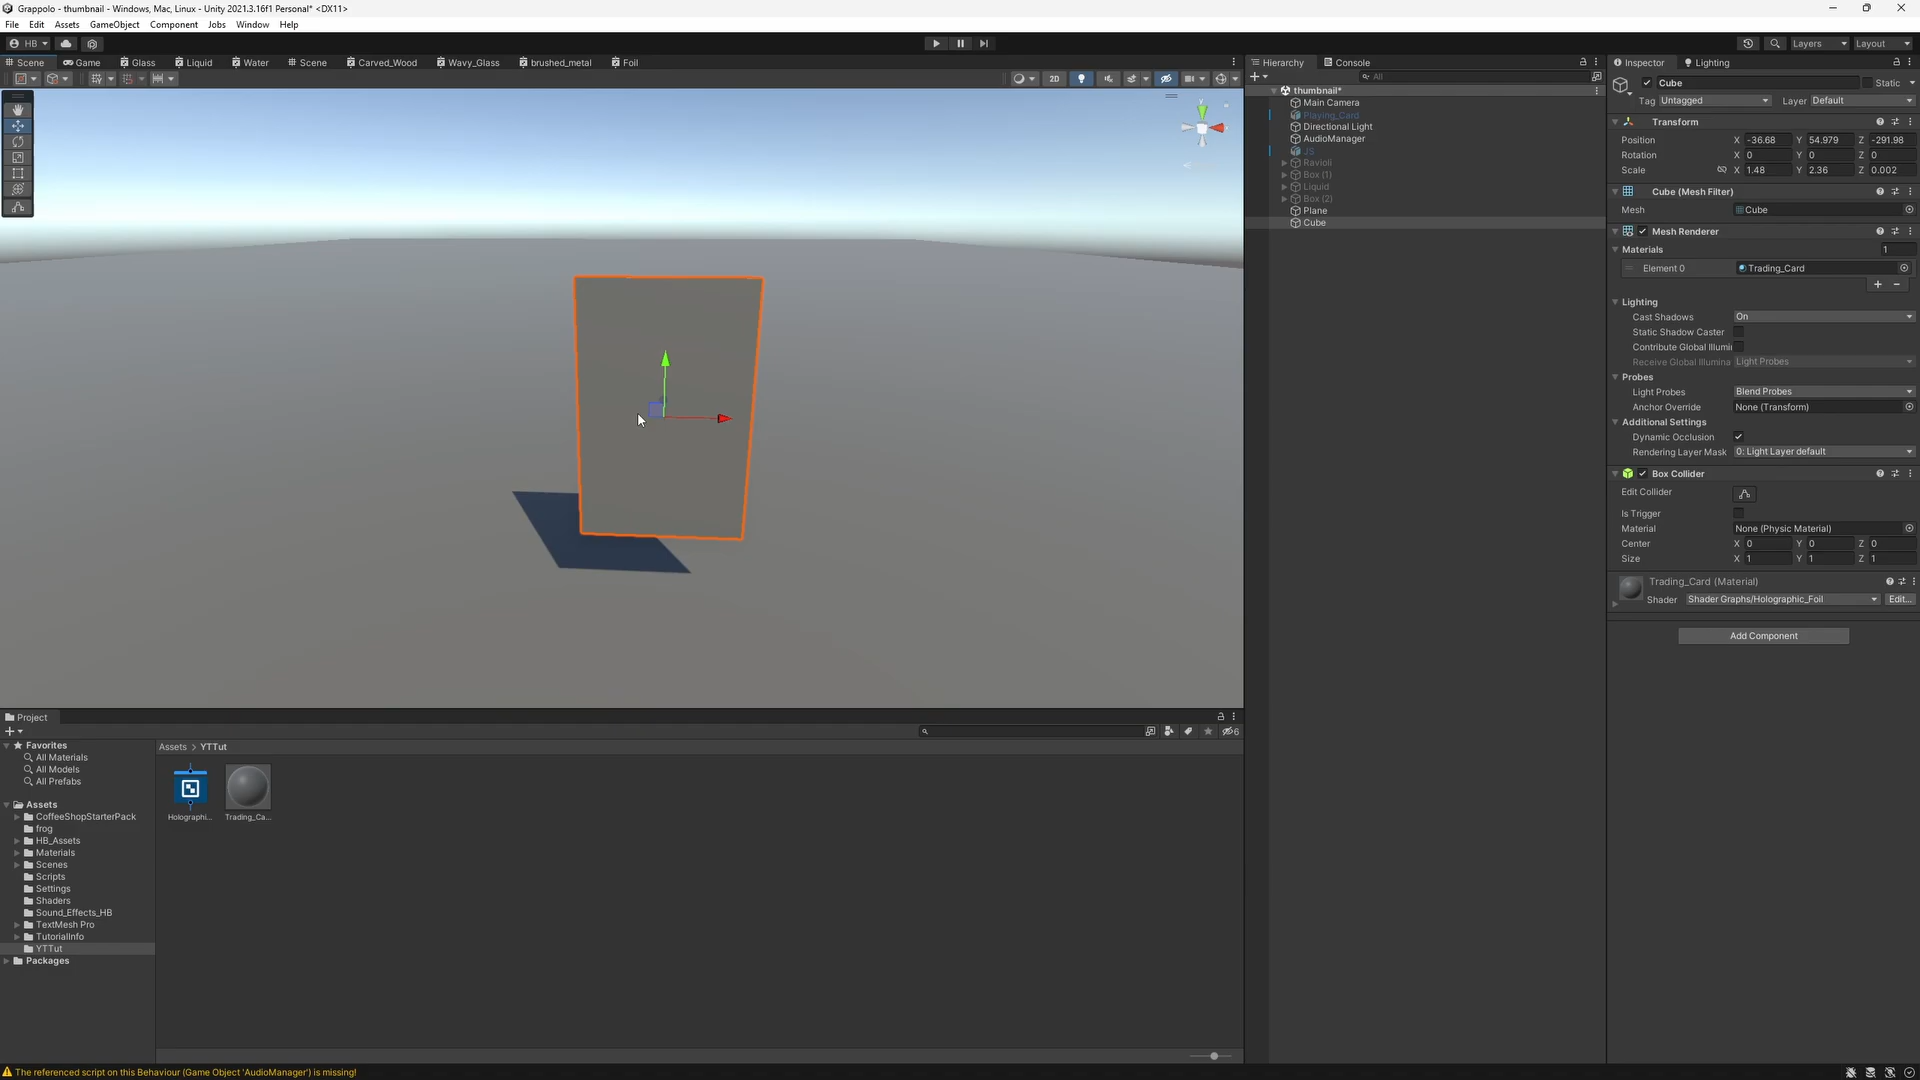 Grappolo - thumbnail - Windows, Mac, Linux - Unity 2021.3.16f1 Personal* <DX11>
File Edit Assets GameObject Component Jobs Window Help
HB Layers Layout
Scene Game Glass Liquid Water Scene Carved_Wood Wavy_Glass brushed_metal Foil
2D
y
Hierarchy Console
All
thumbnail*
Main Camera
Playing_Card
Directional Light
AudioManager
JS
Ravioli
Box (1)
Liquid
Box (2)
Plane
Cube
Inspector Lighting
Cube Static
Tag Untagged Layer Default
Transform
Position X -36.68 Y 54.979 Z -291.98
Rotation X 0 Y 0 Z 0
Scale X 1.48 Y 2.36 Z 0.002
Cube (Mesh Filter)
Mesh Cube
Mesh Renderer
Materials 1
Element 0 Trading_Card
+ −
Lighting
Cast Shadows On
Static Shadow Caster
Contribute Global Illumi
Receive Global Illumina Light Probes
Probes
Light Probes Blend Probes
Anchor Override None (Transform)
Additional Settings
Dynamic Occlusion
Rendering Layer Mask 0: Light Layer default
Box Collider
Edit Collider
Is Trigger
Material None (Physic Material)
Center X 0 Y 0 Z 0
Size X 1 Y 1 Z 1
Trading_Card (Material)
Shader Shader Graphs/Holographic_Foil Edit...
Add Component
Project
6
Favorites
All Materials
All Models
All Prefabs
Assets
CoffeeShopStarterPack
frog
HB_Assets
Materials
Scenes
Scripts
Settings
Shaders
Sound_Effects_HB
TextMesh Pro
TutorialInfo
YTTut
Packages
Assets > YTTut
Holographi... Trading_Ca...
The referenced script on this Behaviour (Game Object 'AudioManager') is missing!